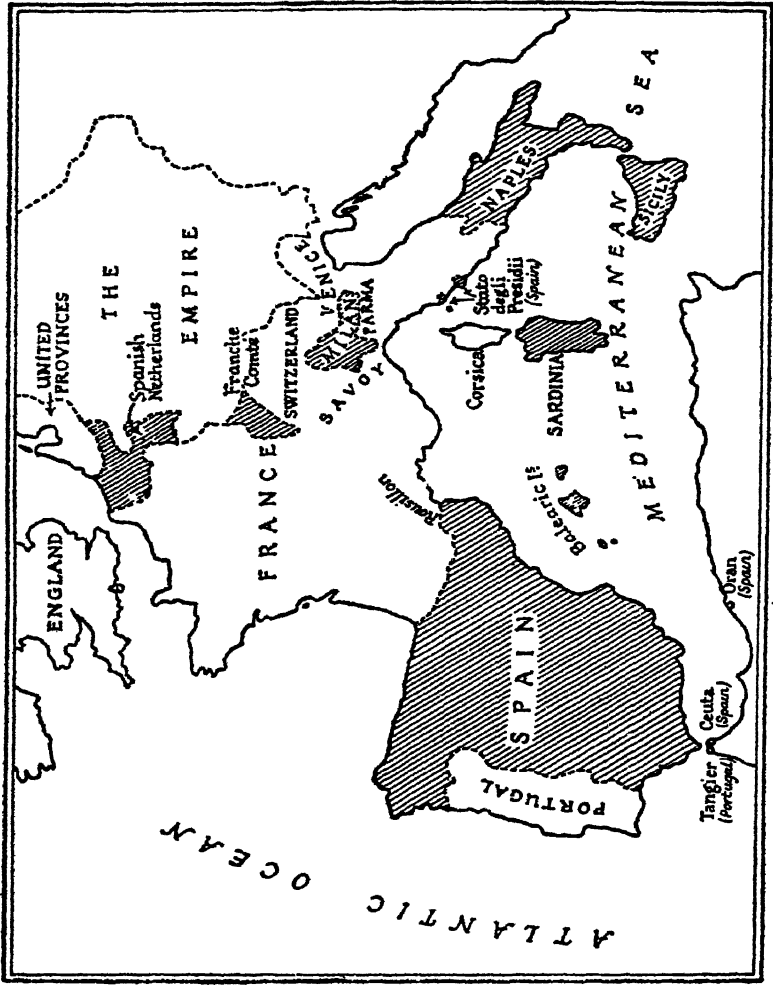 UNITED
PROVINCES
ENGLAND
THE
EMPIRE
Spanish
Netherlands
Franche
Comté
SWITZERLAND
FRANCE
SAVOY
MILAN
VENICE
PARMA
Rousillon
ATLANTIC OCEAN
PORTUGAL
SPAIN
Balearic Is
Corsica
SARDINIA
Stato
degli
Presidii
(Spain)
NAPLES
SICILY
MEDITERRANEAN SEA
Tangier
(Portugal)
Ceuta
(Spain)
Oran
(Spain)